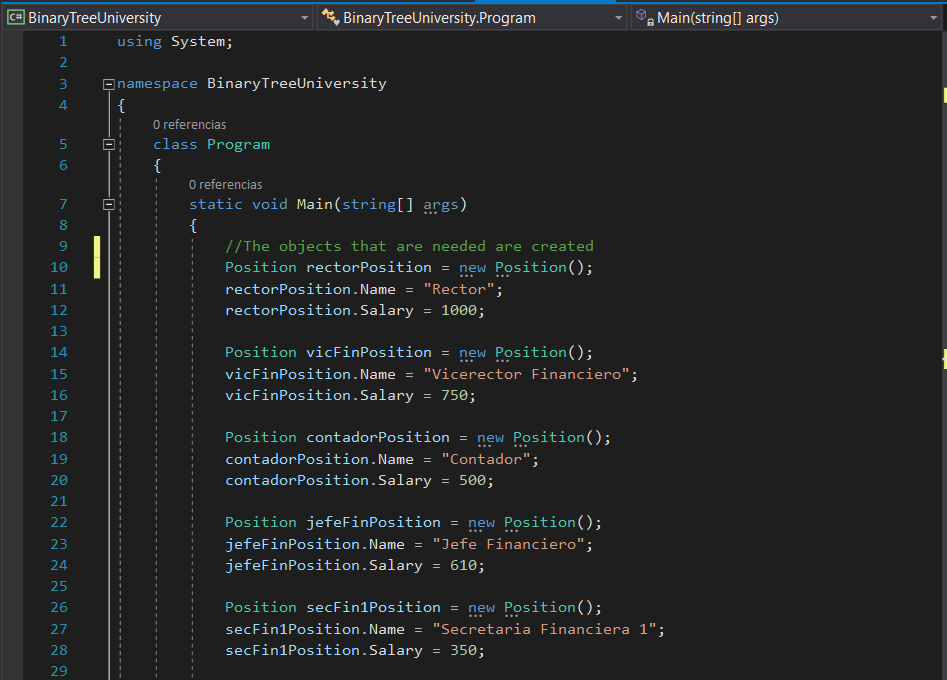 C# BinaryTreeUniversity BinaryTreeUniversity.Program Main(string[] args)
1 using System;
2
3 namespace BinaryTreeUniversity
4 {
0 referencias
5 class Program
6 {
0 referencias
7 static void Main(string[] args)
8 {
9 //The objects that are needed are created
10 Position rectorPosition = new Position();
11 rectorPosition.Name = "Rector";
12 rectorPosition.Salary = 1000;
13
14 Position vicFinPosition = new Position();
15 vicFinPosition.Name = "Vicerector Financiero";
16 vicFinPosition.Salary = 750;
17
18 Position contadorPosition = new Position();
19 contadorPosition.Name = "Contador";
20 contadorPosition.Salary = 500;
21
22 Position jefeFinPosition = new Position();
23 jefeFinPosition.Name = "Jefe Financiero";
24 jefeFinPosition.Salary = 610;
25
26 Position secFin1Position = new Position();
27 secFin1Position.Name = "Secretaria Financiera 1";
28 secFin1Position.Salary = 350;
29